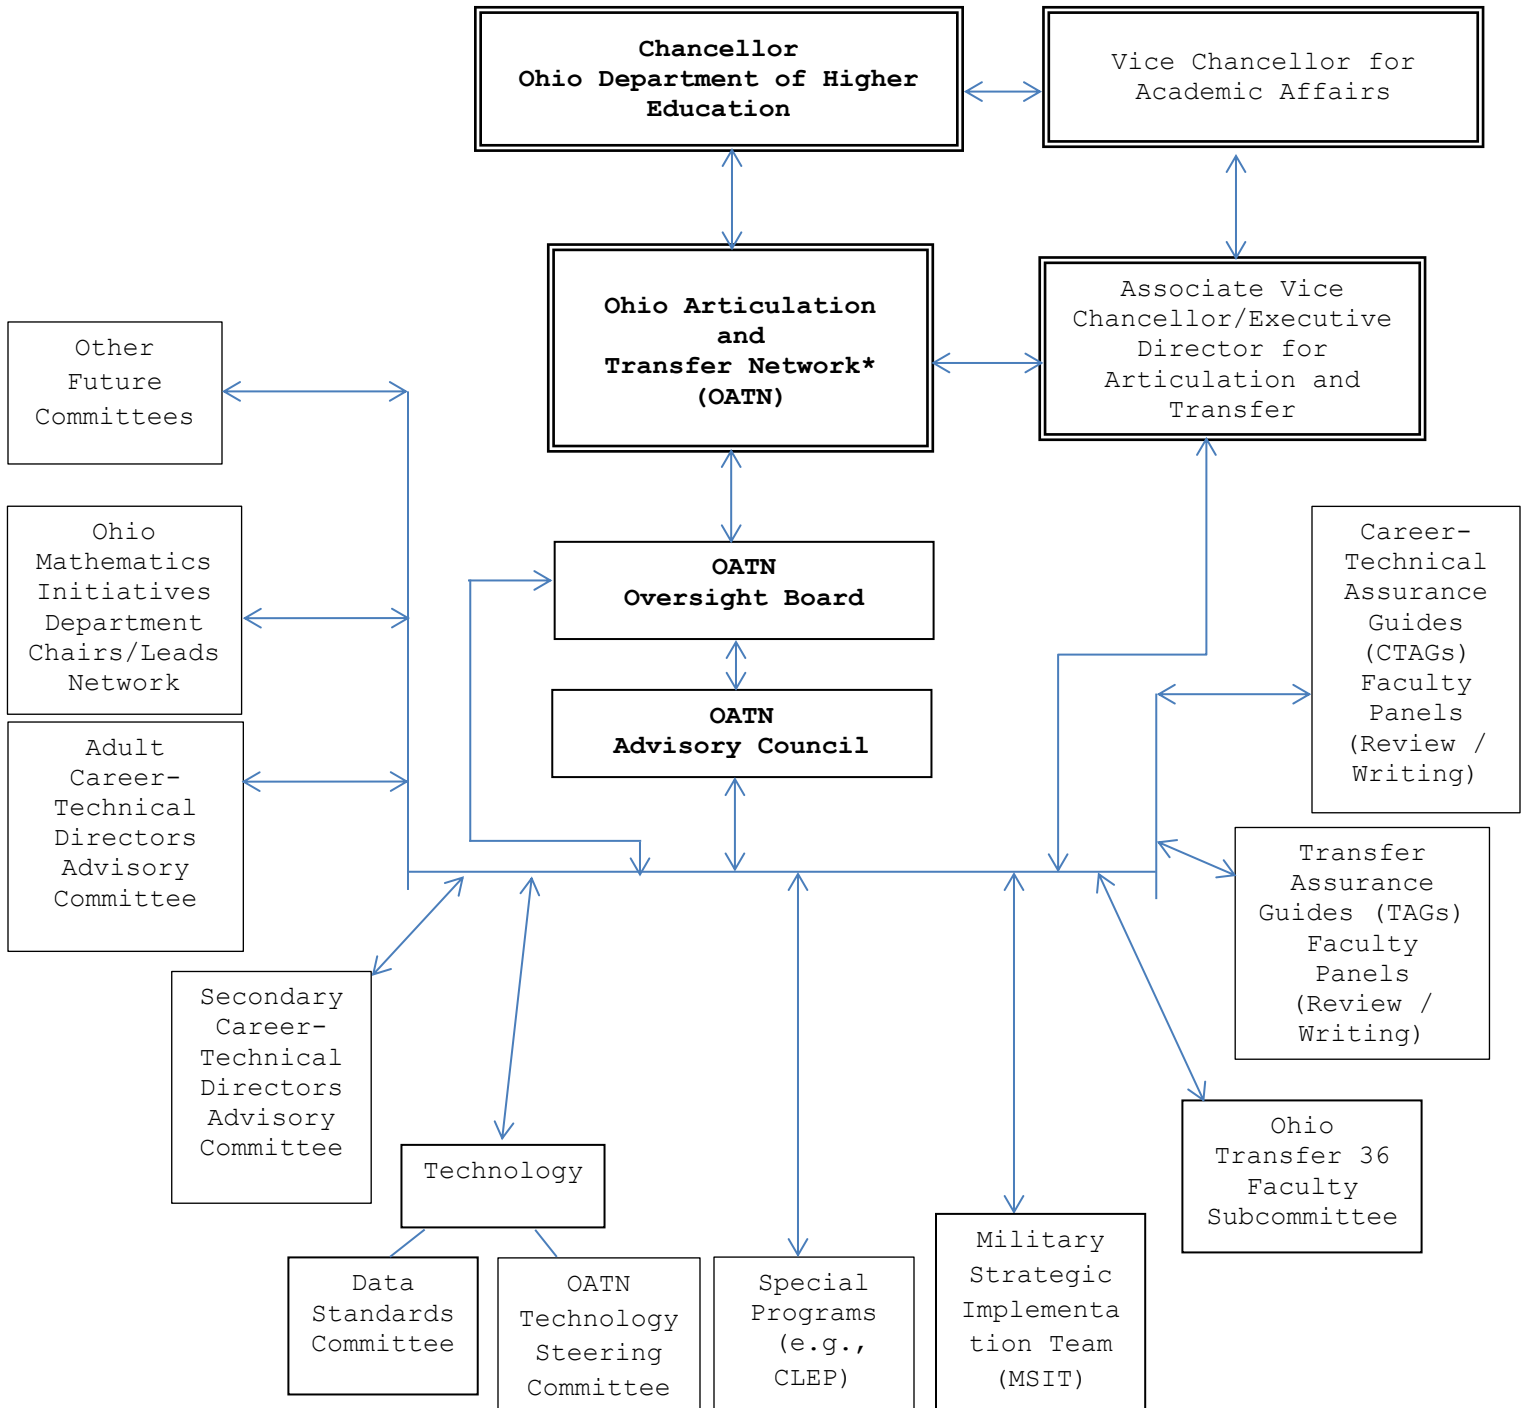 Chancellor
Ohio Department of Higher
Education
Vice Chancellor for
Academic Affairs
Ohio Articulation
and
Transfer Network*
(OATN)
Associate Vice
Chancellor/Executive
Director for
Articulation and
Transfer
Other
Future
Committees
Ohio
Mathematics
Initiatives
Department
Chairs/Leads
Network
OATN
Oversight Board
Career-
Technical
Assurance
Guides
(CTAGs)
Faculty
Panels
(Review /
Writing)
OATN
Advisory Council
Adult
Career-
Technical
Directors
Advisory
Committee
Transfer
Assurance
Guides (TAGs)
Faculty
Panels
(Review /
Writing)
Secondary
Career-
Technical
Directors
Advisory
Committee
Technology
Ohio
Transfer 36
Faculty
Subcommittee
Data
Standards
Committee
OATN
Technology
Steering
Committee
Special
Programs
(e.g.,
CLEP)
Military
Strategic
Implementa
tion Team
(MSIT)